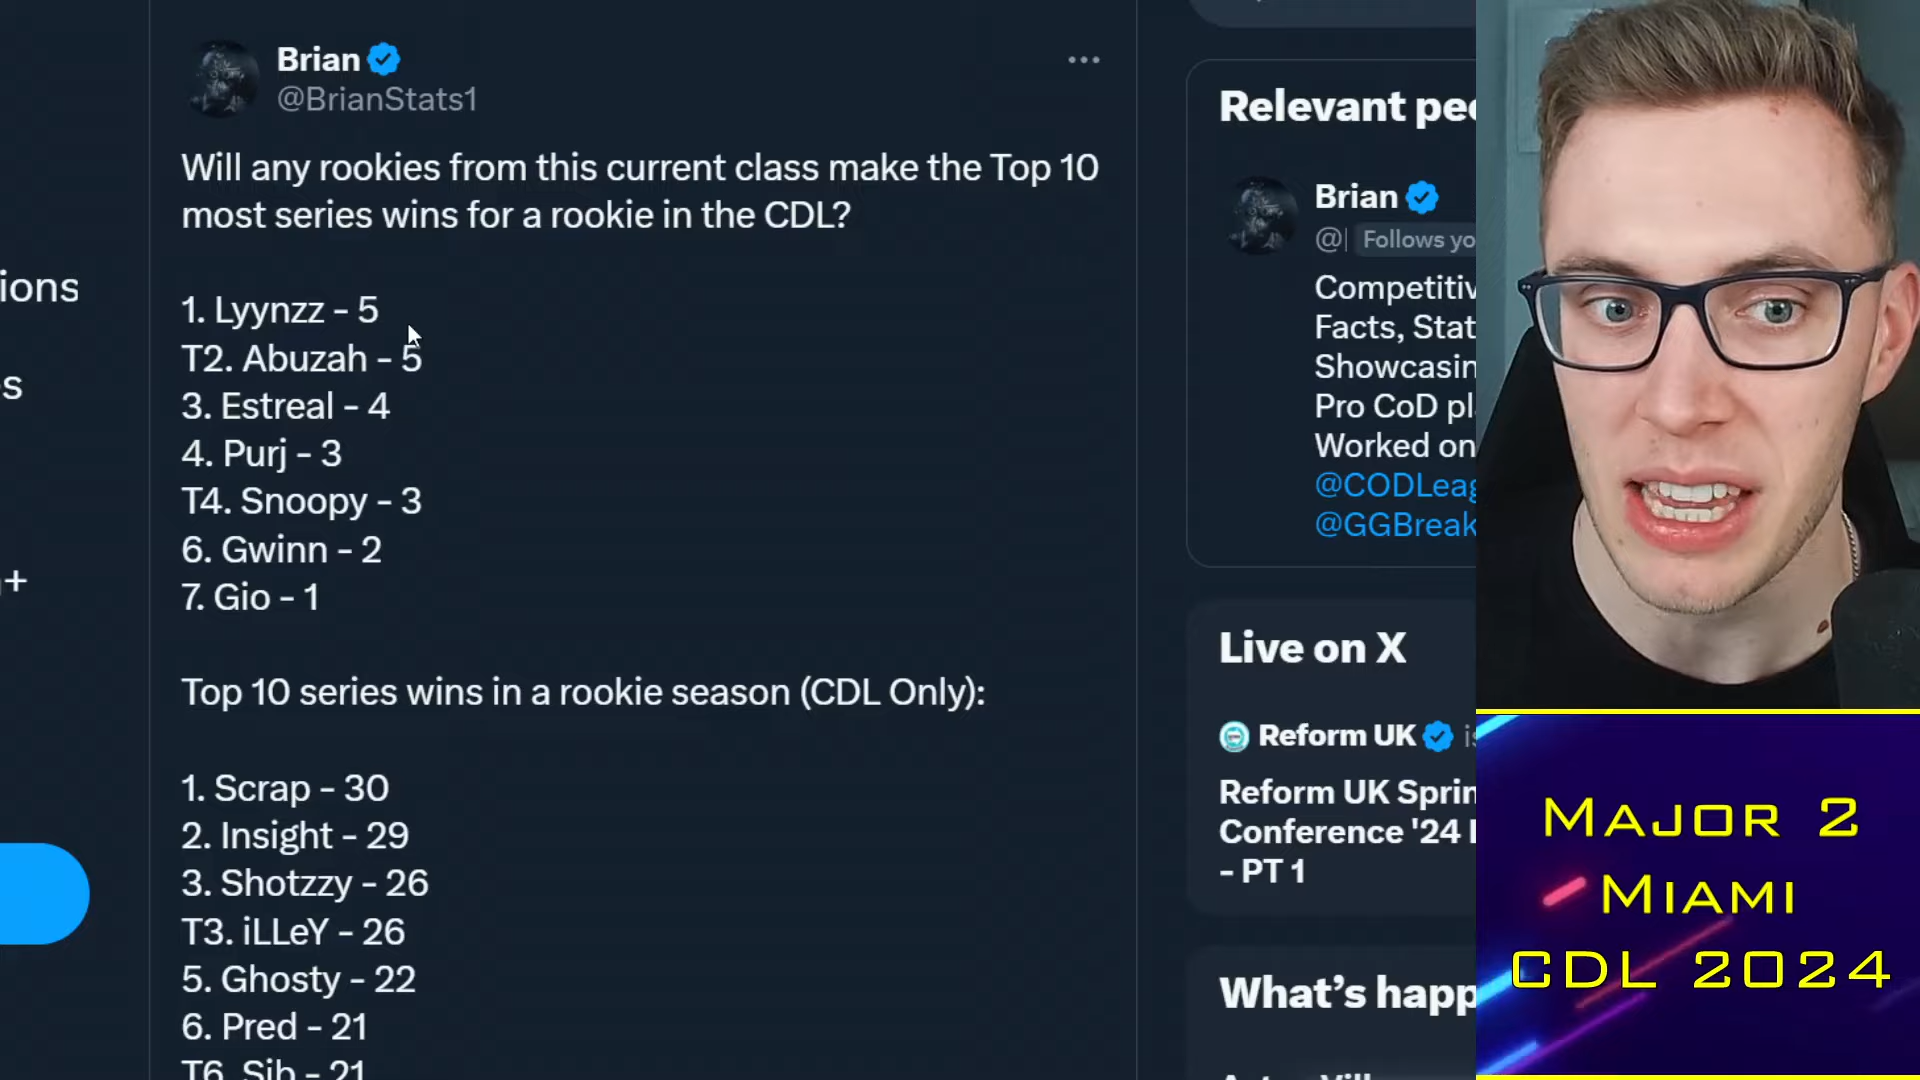 Brian
@BrianStats1
Will any rookies from this current class make the Top 10
most series wins for a rookie in the CDL?
1. Lyynzz – 5
T2. Abuzah – 5
3. Estreal – 4
4. Purj – 3
T4. Snoopy – 3
6. Gwinn – 2
7. Gio – 1
Top 10 series wins in a rookie season (CDL Only):
1. Scrap – 30
2. Insight – 29
3. Shotzzy – 26
T3. iLLeY – 26
5. Ghosty – 22
6. Pred – 21
T6. Sib – 21
ions
s
+
Relevant peo
Brian
@
Follows yo
Competitiv
Facts, Stat
Showcasin
Pro CoD pl
Worked on
@CODLeag
@GGBreak
Live on X
Reform UK is
Reform UK Sprin
Conference '24
- PT 1
What's happ
MAJOR 2
MIAMI
CDL 2024